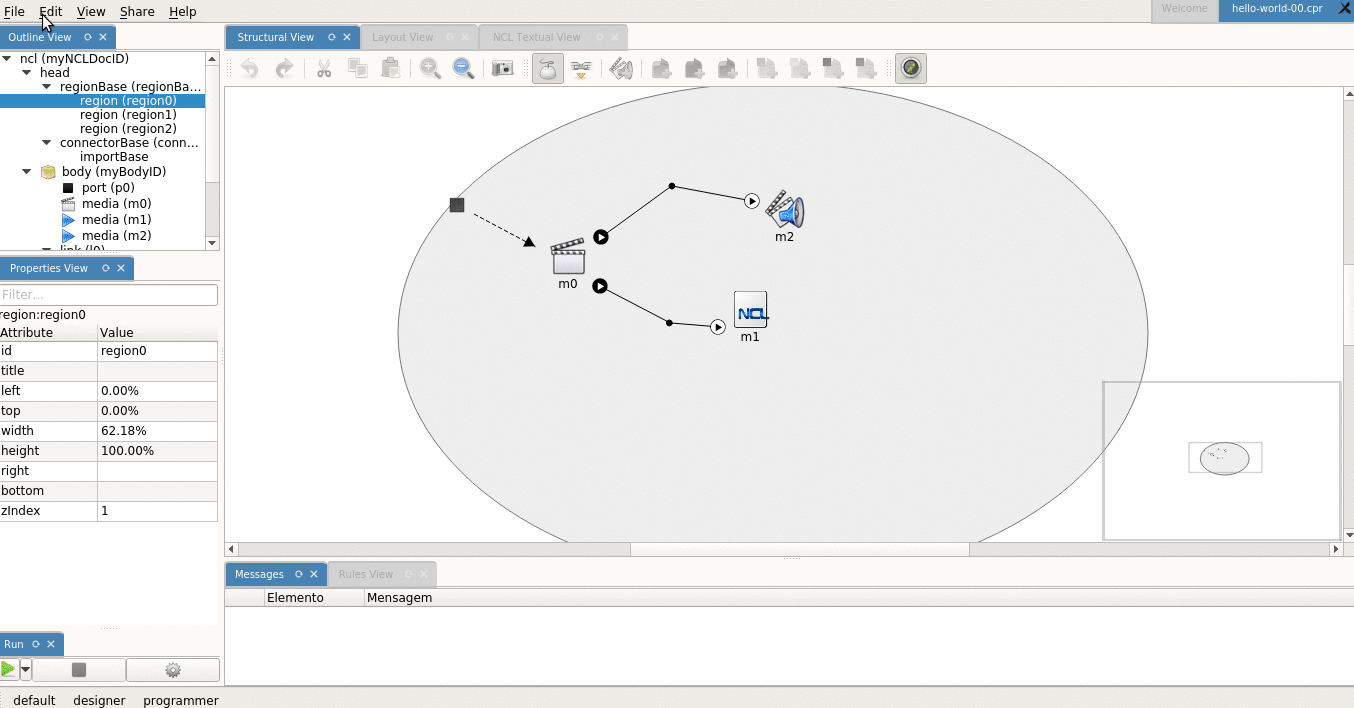 File Edit View Share Help
Welcome hello-world-00.cpr
Outline View
ncl (myNCLDocID)
head
regionBase (regionBa...
region (region0)
region (region1)
region (region2)
connectorBase (conn...
importBase
body (myBodyID)
port (p0)
media (m0)
media (m1)
media (m2)
link (l0)
Properties View
Filter...
region:region0
Attribute Value
id region0
title
left 0.00%
top 0.00%
width 62.18%
height 100.00%
right
bottom
zIndex 1
Run
Structural View Layout View NCL Textual View
m2
m0
NCL
m1
Messages Rules View
Elemento Mensagem
default designer programmer